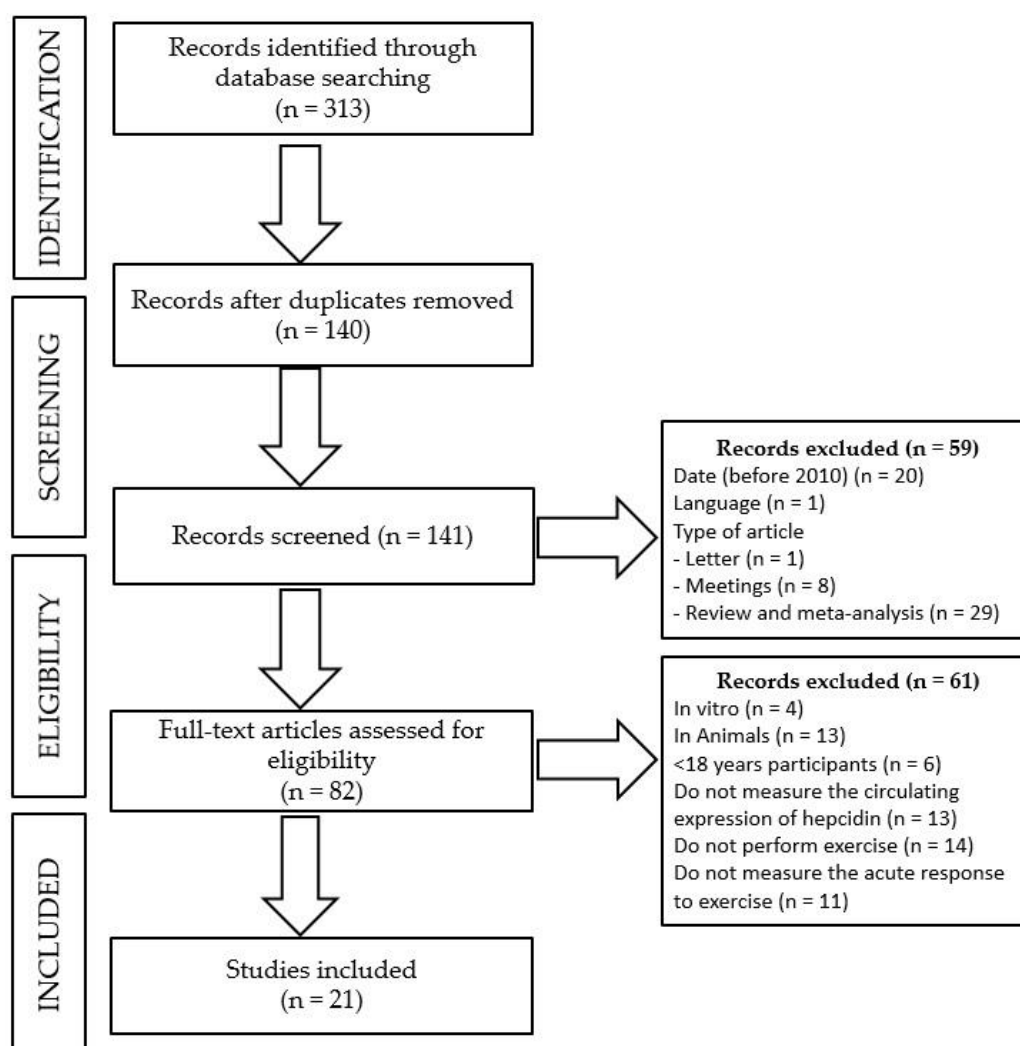 IDENTIFICATION
Records identified through
database searching
(n = 313)
Records after duplicates removed
(n = 140)
SCREENING
Records screened (n = 141)
Records excluded (n = 59)
Date (before 2010) (n = 20)
Language (n = 1)
Type of article
- Letter (n = 1)
- Meetings (n = 8)
- Review and meta-analysis (n = 29)
ELIGIBILITY
Full-text articles assessed for
eligibility
(n = 82)
Records excluded (n = 61)
In vitro (n = 4)
In Animals (n = 13)
<18 years participants (n = 6)
Do not measure the circulating
expression of hepcidin (n = 13)
Do not perform exercise (n = 14)
Do not measure the acute response
to exercise (n = 11)
INCLUDED
Studies included
(n = 21)